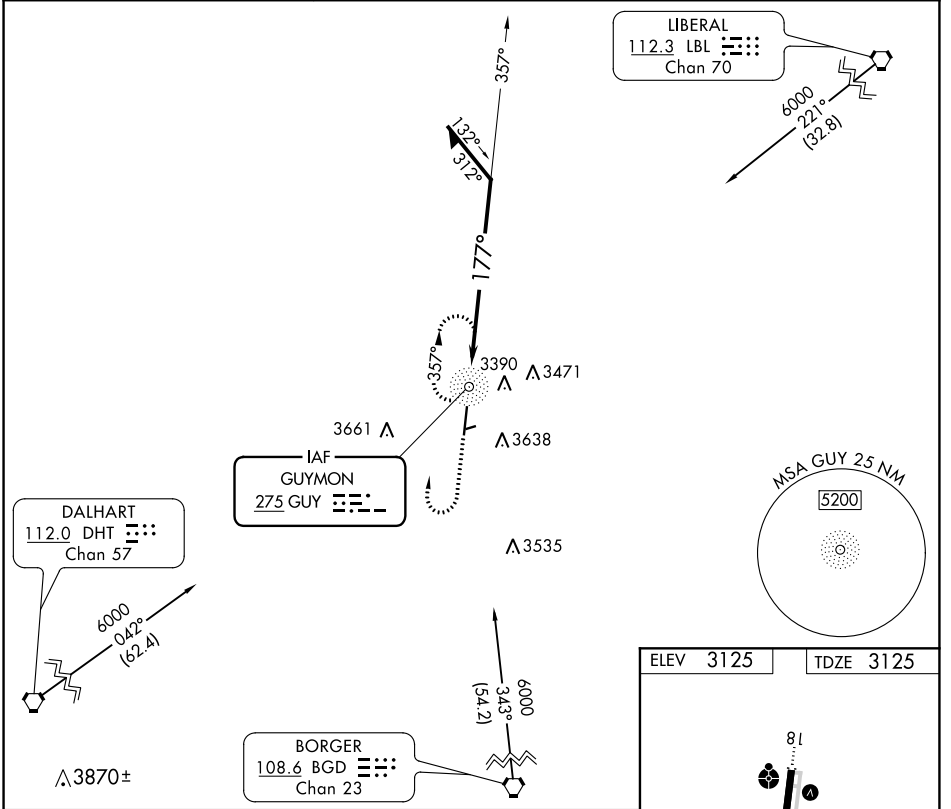 LIBERAL
112.3 LBL
Chan 70
6000
221°
(32.8)
357°
132°
312°
177°
357°
3390
3471
3661
3638
IAF
GUYMON
275 GUY
MSA GUY 25 NM
5200
DALHART
112.0 DHT
Chan 57
3535
6000
042°
(62.4)
6000
343°
(54.2)
ELEV 3125
TDZE 3125
BORGER
108.6 BGD
Chan 23
3870±
18